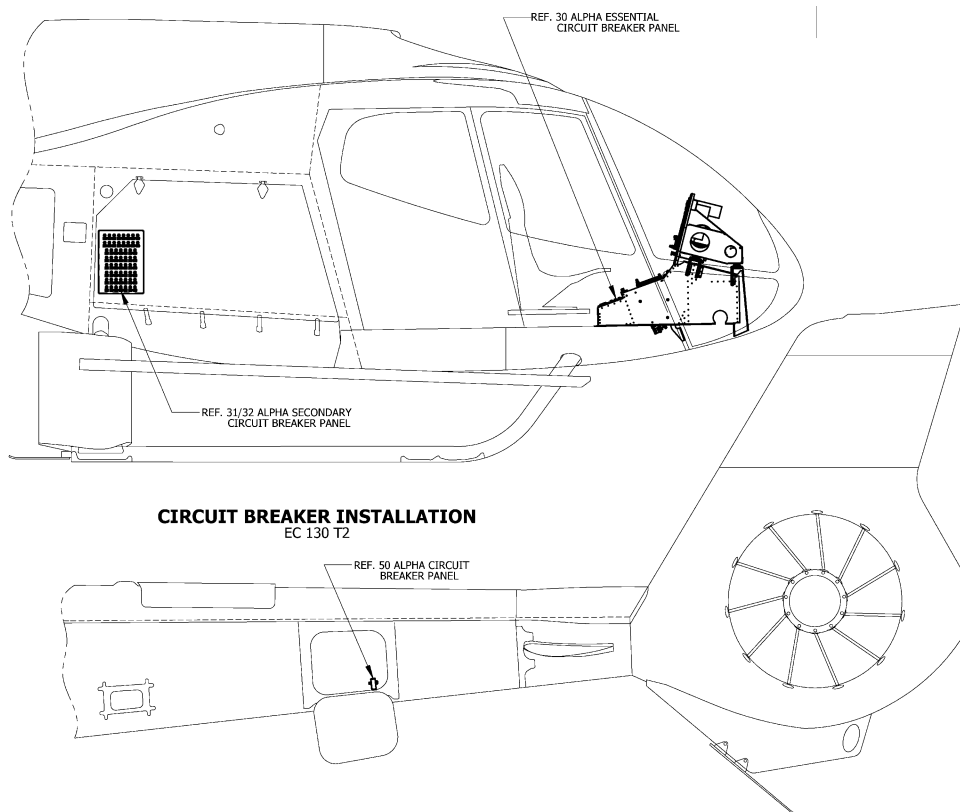 REF. 30 ALPHA ESSENTIAL
CIRCUIT BREAKER PANEL
REF. 31/32 ALPHA SECONDARY
CIRCUIT BREAKER PANEL
CIRCUIT BREAKER INSTALLATION
EC 130 T2
REF. 50 ALPHA CIRCUIT
BREAKER PANEL